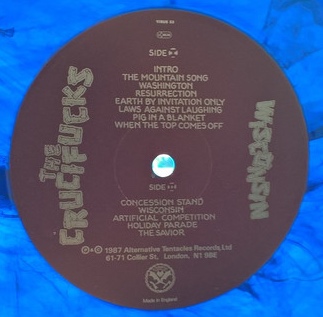 SIDE
INTRO
THE MOUNTAIN SONG
WASHINGTON
RESURRECTION
EARTH BY INVITATION ONLY
LAWS AGAINST LAUGHING
PIG IN A BLANKET
WHEN THE TOP COMES OFF
THE CRUCIFUCKS
WISCONSIN
SIDE
CONCESSION STAND
WISCONSIN
ARTIFICIAL COMPETITION
HOLIDAY PARADE
THE SAVIOR
℗ © 1987 Alternative Tentacles Records, Ltd
61-71 Collier St. London. N1 9BE
Made in England